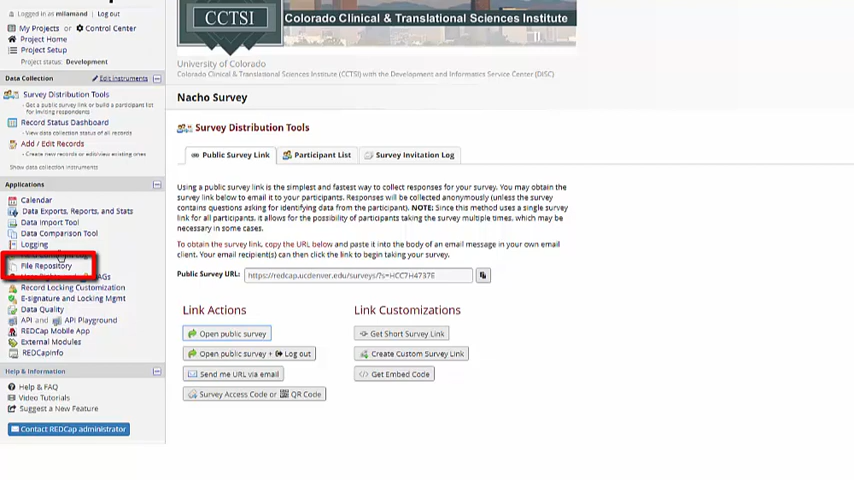 Logged in as milamand | Log out
My Projects or Control Center
Project Home
Project Setup
Project status: Development
Data Collection Edit instruments
Survey Distribution Tools
- Get a public survey link or build a participant list for inviting respondents
Record Status Dashboard
- View data collection status of all records
Add / Edit Records
- Create new records or edit/view existing ones
Show data collection instruments
Applications
Calendar
Data Exports, Reports, and Stats
Data Import Tool
Data Comparison Tool
Logging
File Repository
Record Locking Customization
E-signature and Locking Mgmt
Data Quality
API and API Playground
REDCap Mobile App
External Modules
REDCapInfo
Help & Information
Help & FAQ
Video Tutorials
Suggest a New Feature
Contact REDCap administrator
CCTSI
Colorado Clinical & Translational Sciences Institute
University of Colorado
Colorado Clinical & Translational Sciences Institute (CCTSI) with the Development and Informatics Service Center (DISC)
Nacho Survey
Survey Distribution Tools
Public Survey Link Participant List Survey Invitation Log
Using a public survey link is the simplest and fastest way to collect responses for your survey. You may obtain the
survey link below to email it to your participants. Responses will be collected anonymously (unless the survey
contains questions asking for identifying data from the participant). NOTE: Since this method uses a single survey
link for all participants, it allows for the possibility of participants taking the survey multiple times, which may be
necessary in some cases.
To obtain the survey link, copy the URL below and paste it into the body of an email message in your own email
client. Your email recipient(s) can then click the link to begin taking your survey.
Public Survey URL: https://redcap.ucdenver.edu/surveys/?s=HCC7H4737E
Link Actions
Open public survey
Open public survey + Log out
Send me URL via email
Survey Access Code or QR Code
Link Customizations
Get Short Survey Link
Create Custom Survey Link
Get Embed Code